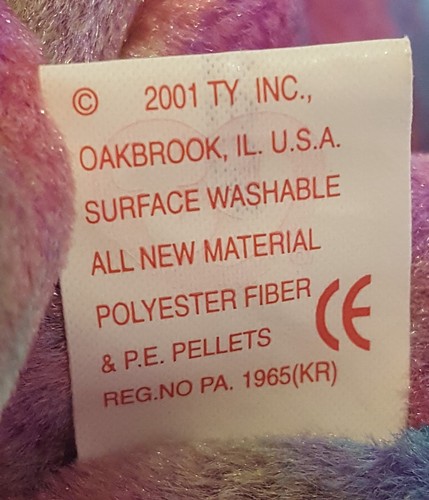 © 2001 TY INC.,
OAKBROOK, IL. U.S.A.
SURFACE WASHABLE
ALL NEW MATERIAL
POLYESTER FIBER
& P.E. PELLETS
REG.NO PA. 1965(KR)
CE